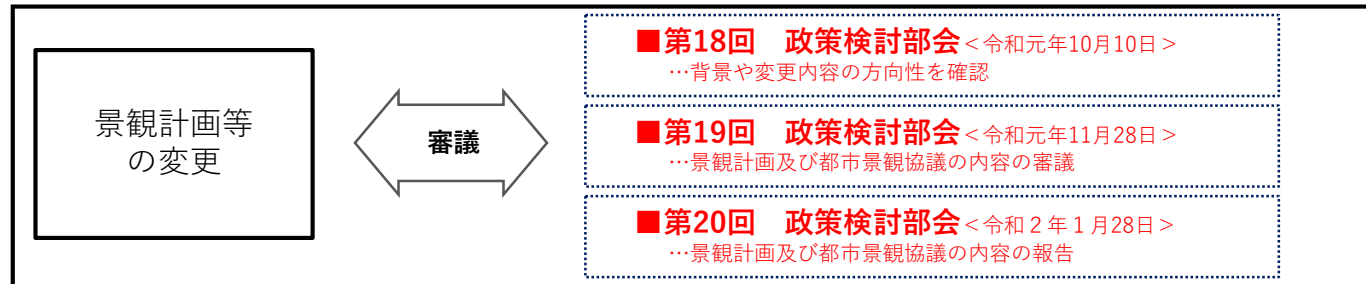 景観計画等
の変更
審議
■第18回　政策検討部会＜令和元年10月10日＞
…背景や変更内容の方向性を確認
■第19回　政策検討部会＜令和元年11月28日＞
…景観計画及び都市景観協議の内容の審議
■第20回　政策検討部会＜令和２年１月28日＞
…景観計画及び都市景観協議の内容の報告